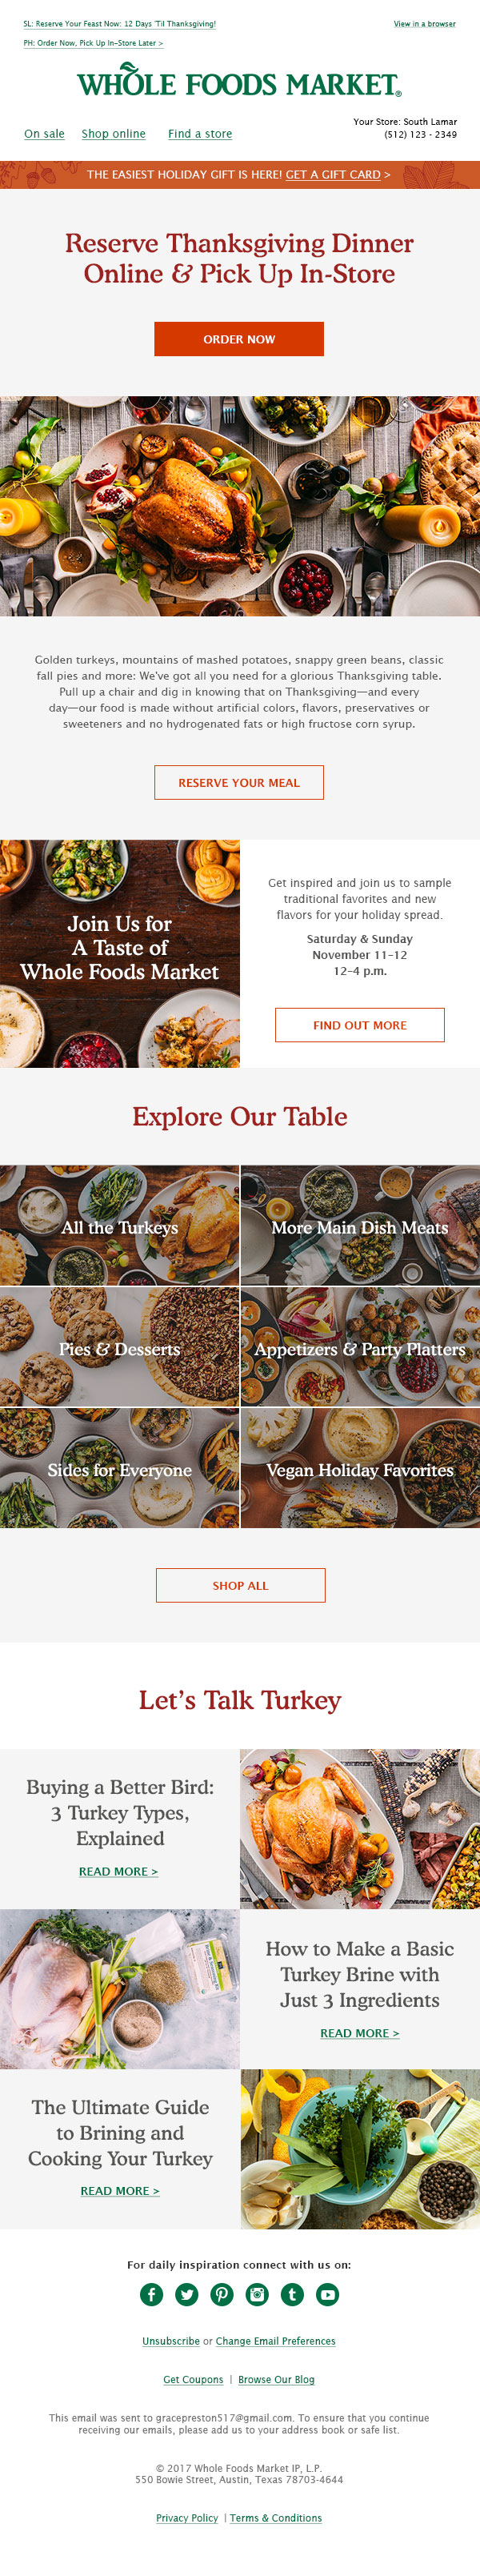 SL: Reserve Your Feast Now: 12 Days 'Til Thanksgiving!
View in a browser
PH: Order Now, Pick Up In-Store Later >
WHOLE FOODS MARKET®
On sale Shop online Find a store
Your Store: South Lamar
(512) 123 - 2349
THE EASIEST HOLIDAY GIFT IS HERE! GET A GIFT CARD >
Reserve Thanksgiving Dinner
Online & Pick Up In-Store
ORDER NOW
Golden turkeys, mountains of mashed potatoes, snappy green beans, classic
fall pies and more: We've got all you need for a glorious Thanksgiving table.
Pull up a chair and dig in knowing that on Thanksgiving—and every
day—our food is made without artificial colors, flavors, preservatives or
sweeteners and no hydrogenated fats or high fructose corn syrup.
RESERVE YOUR MEAL
Join Us for
A Taste of
Whole Foods Market
Get inspired and join us to sample
traditional favorites and new
flavors for your holiday spread.
Saturday & Sunday
November 11–12
12–4 p.m.
FIND OUT MORE
Explore Our Table
All the Turkeys
More Main Dish Meats
Pies & Desserts
Appetizers & Party Platters
Sides for Everyone
Vegan Holiday Favorites
SHOP ALL
Let's Talk Turkey
Buying a Better Bird:
3 Turkey Types,
Explained
READ MORE >
How to Make a Basic
Turkey Brine with
Just 3 Ingredients
READ MORE >
The Ultimate Guide
to Brining and
Cooking Your Turkey
READ MORE >
For daily inspiration connect with us on:
Unsubscribe or Change Email Preferences
Get Coupons | Browse Our Blog
This email was sent to gracepreston517@gmail.com. To ensure that you continue
receiving our emails, please add us to your address book or safe list.
© 2017 Whole Foods Market IP, L.P.
550 Bowie Street, Austin, Texas 78703-4644
Privacy Policy | Terms & Conditions